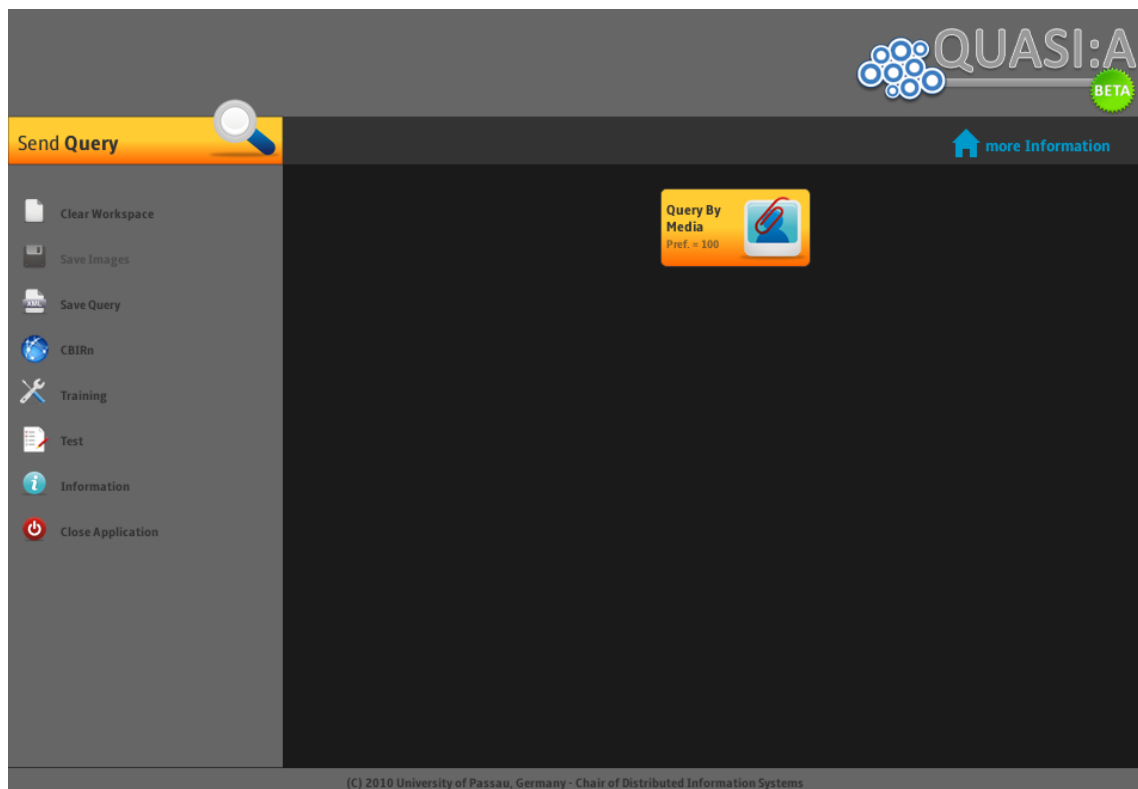 QUASI:A
BETA
Send Query
more Information
Query By
Media
Pref. = 100
Clear Workspace
Save Images
XML
Save Query
CBIRn
Training
Test
Information
Close Application
(C) 2010 University of Passau, Germany - Chair of Distributed Information Systems